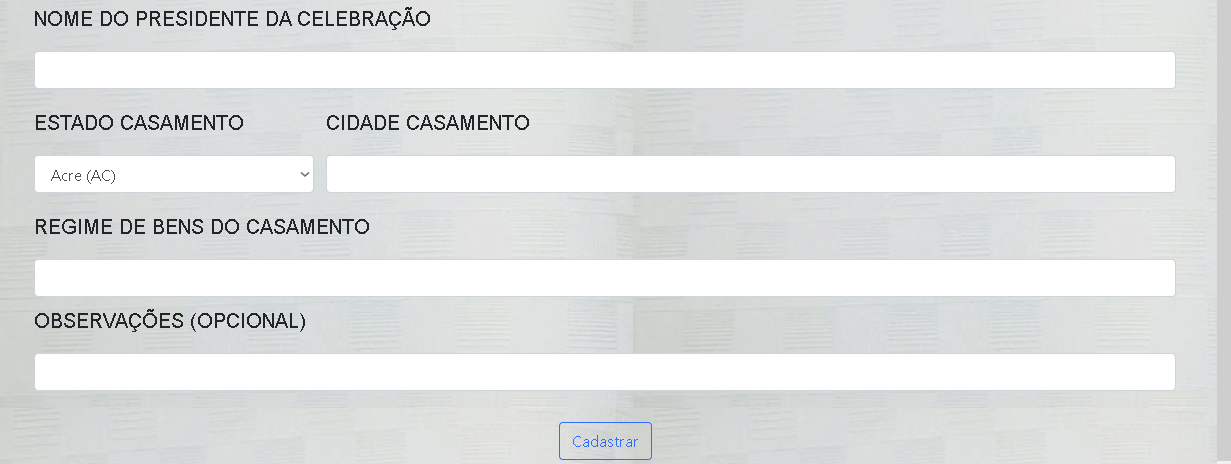 NOME DO PRESIDENTE DA CELEBRAÇÃO
ESTADO CASAMENTO CIDADE CASAMENTO
Acre (AC)
REGIME DE BENS DO CASAMENTO
OBSERVAÇÕES (OPCIONAL)
Cadastrar